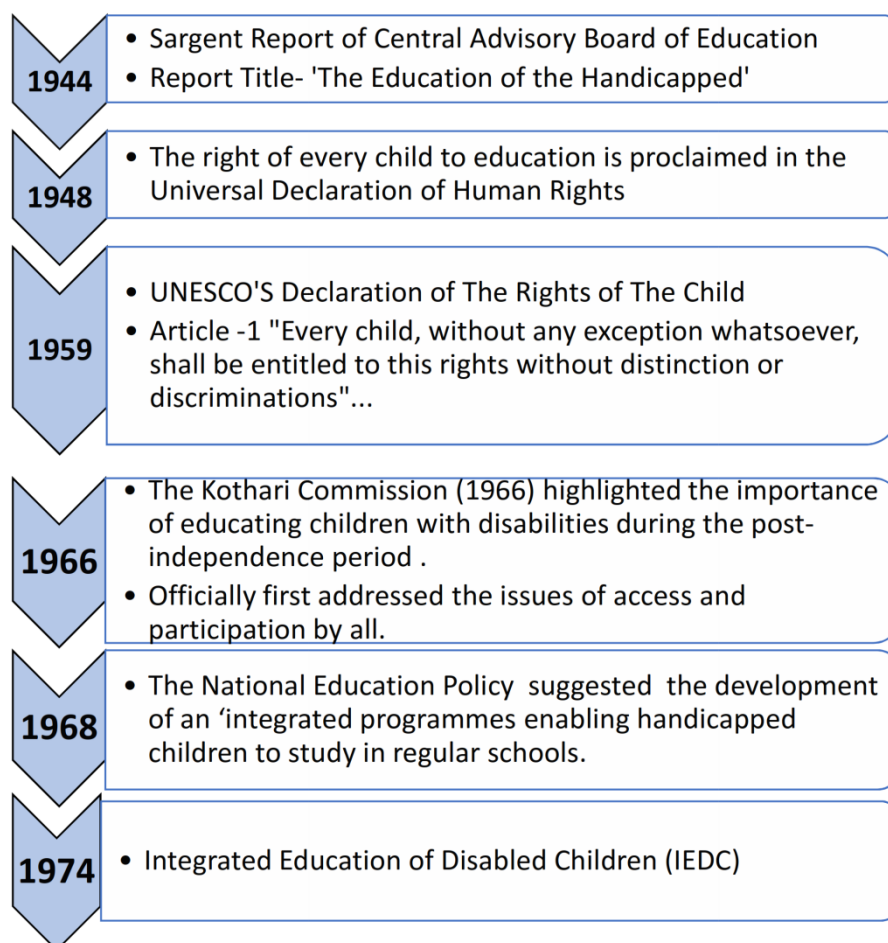 1944
• Sargent Report of Central Advisory Board of Education
• Report Title- 'The Education of the Handicapped'
1948
• The right of every child to education is proclaimed in the
Universal Declaration of Human Rights
1959
• UNESCO'S Declaration of The Rights of The Child
• Article -1 "Every child, without any exception whatsoever,
shall be entitled to this rights without distinction or
discriminations"...
1966
• The Kothari Commission (1966) highlighted the importance
of educating children with disabilities during the post-
independence period .
• Officially first addressed the issues of access and
participation by all.
1968
• The National Education Policy  suggested  the development
of an ‘integrated programmes enabling handicapped
children to study in regular schools.
1974
• Integrated Education of Disabled Children (IEDC)